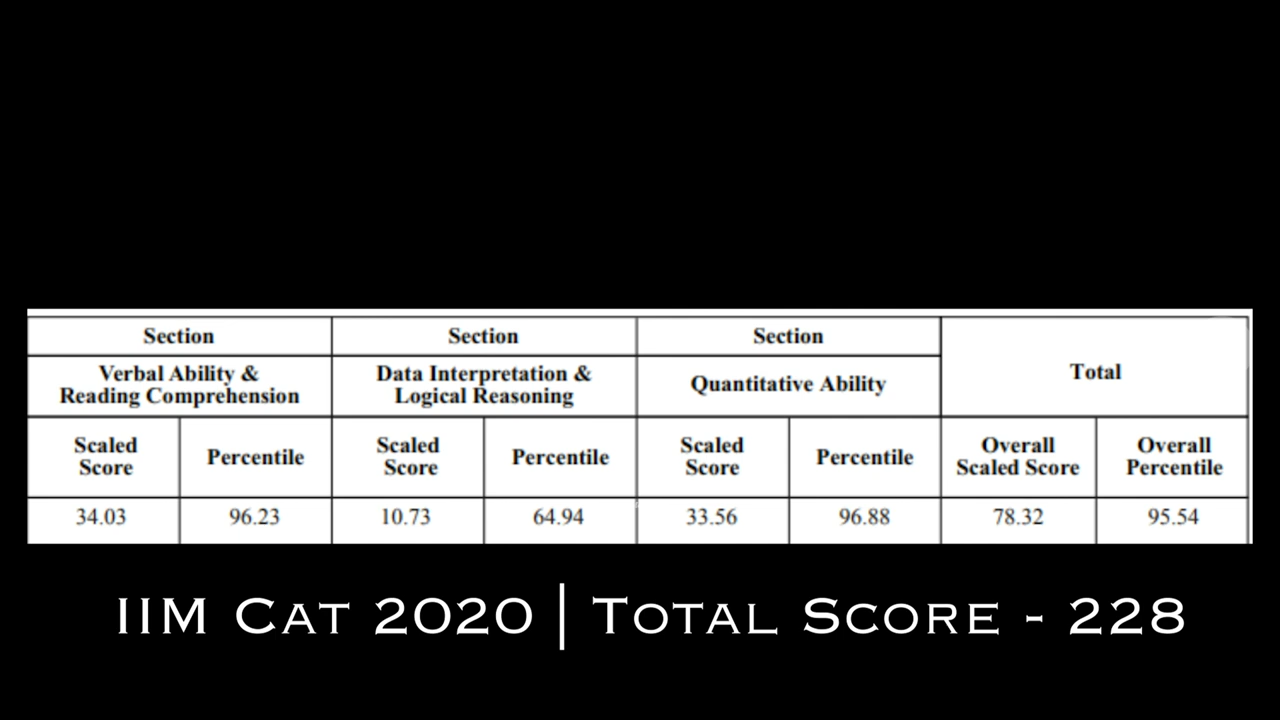 Section Section Section Total
Verbal Ability & Reading Comprehension Data Interpretation & Logical Reasoning Quantitative Ability
Scaled Score Percentile Scaled Score Percentile Scaled Score Percentile Overall Scaled Score Overall Percentile
34.03 96.23 10.73 64.94 33.56 96.88 78.32 95.54
IIM Cat 2020 | Total Score - 228